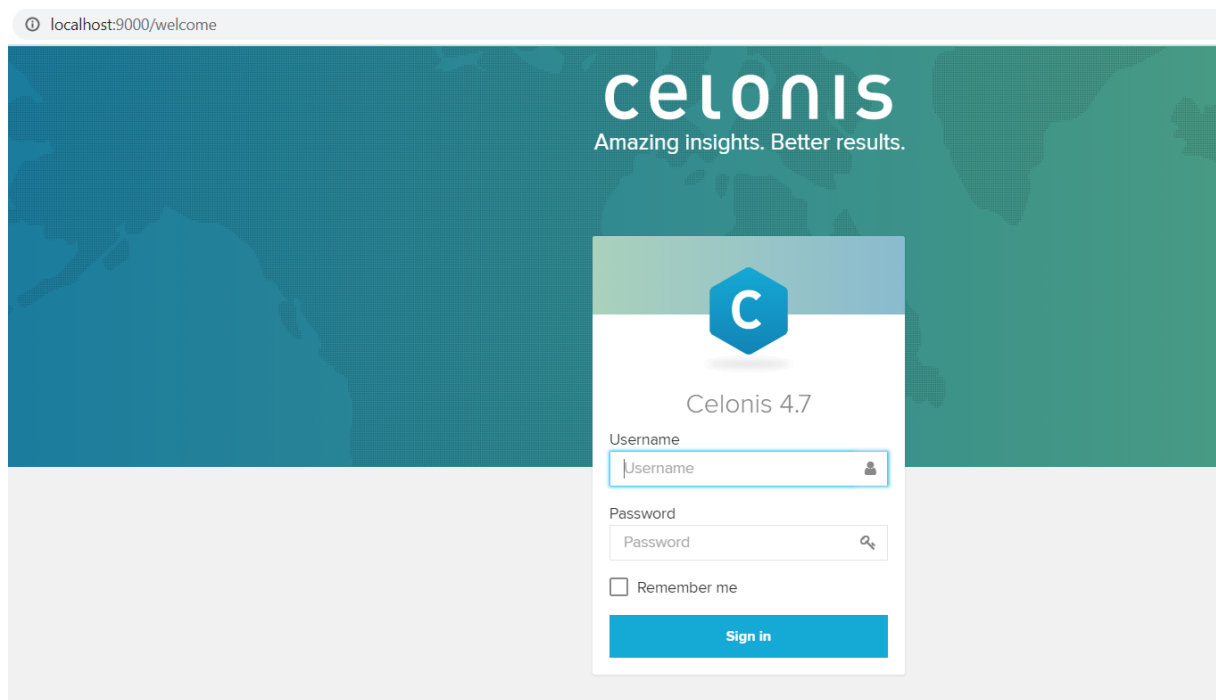 localhost:9000/welcome
celonis
Amazing insights. Better results.
C
Celonis 4.7
Username
Username
Password
Password
Remember me
Sign in